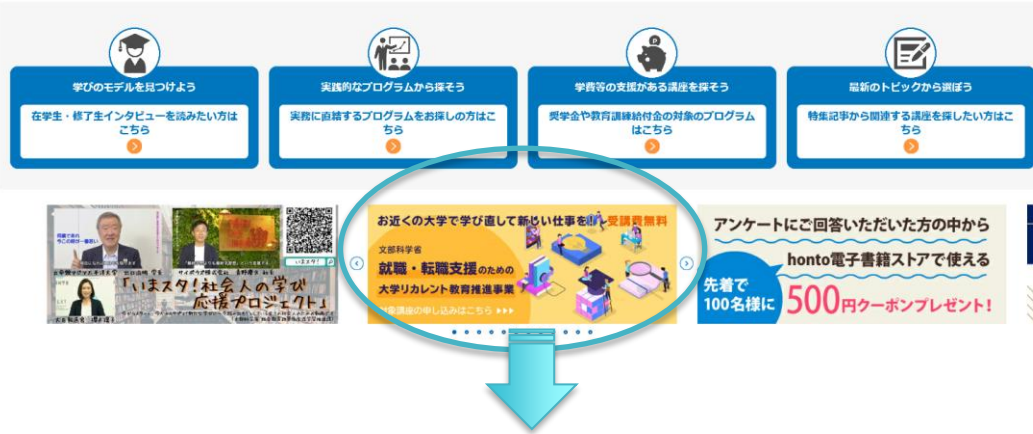 学びのモデルを見つけよう
在学生・修了生インタビューを読みたい方は
こちら
実践的なプログラムから探そう
実務に直結するプログラムをお探しの方はこ
ちら
学費等の支援がある講座を探そう
奨学金や教育訓練給付金の対象のプログラム
はこちら
最新のトピックから選ぼう
特集記事から関連する講座を探したい方はこ
ちら
いまスタ!
「いまスタ!社会人の学び
応援プロジェクト」
お近くの大学で学び直して新しい仕事を!!受講費無料
文部科学省
就職・転職支援のための
大学リカレント教育推進事業
対象講座の申し込みはこちら ▸▸▸
アンケートにご回答いただいた方の中から
honto電子書籍ストアで使える
先着で
100名様に
500円クーポンプレゼント!